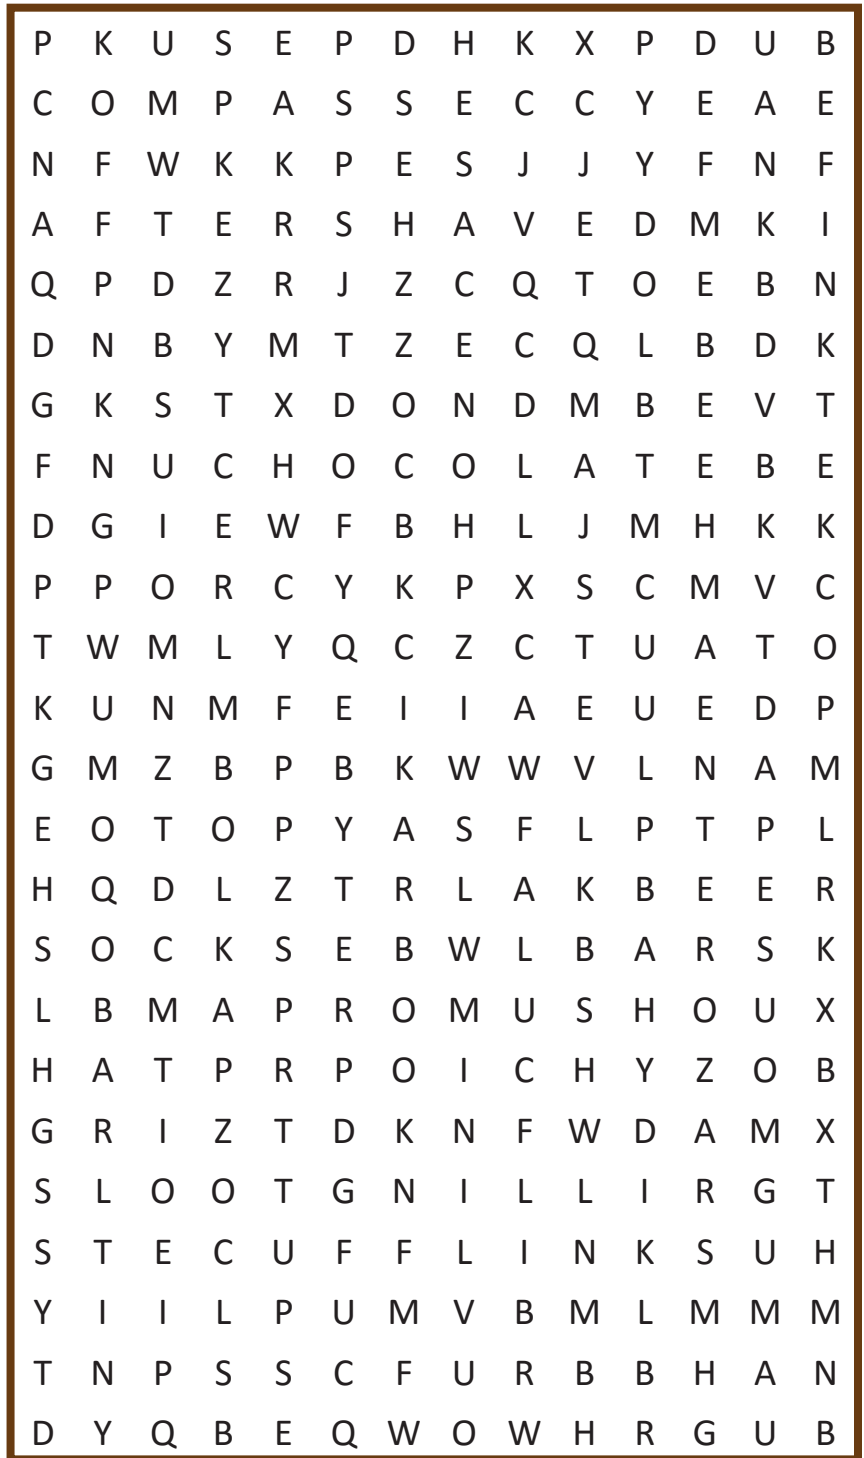 P K U S E P D H K X P D U B
C O M P A S S E C C Y E A E
N F W K K P E S J J Y F N F
A F T E R S H A V E D M K I
Q P D Z R J Z C Q T O E B N
D N B Y M T Z E C Q L B D K
G K S T X D O N D M B E V T
F N U C H O C O L A T E B E
D G I E W F B H L J M H K K
P P O R C Y K P X S C M V C
T W M L Y Q C Z C T U A T O
K U N M F E I I A E U E D P
G M Z B P B K W W V L N A M
E O T O P Y A S F L P T P L
H Q D L Z T R L A K B E E R
S O C K S E B W L B A R S K
L B M A P R O M U S H O U X
H A T P R P O I C H Y Z O B
G R I Z T D K N F W D A M X
S L O O T G N I L L I R G T
S T E C U F F L I N K S U H
Y I I L P U M V B M L M M M
T N P S S C F U R B B H A N
D Y Q B E Q W O W H R G U B